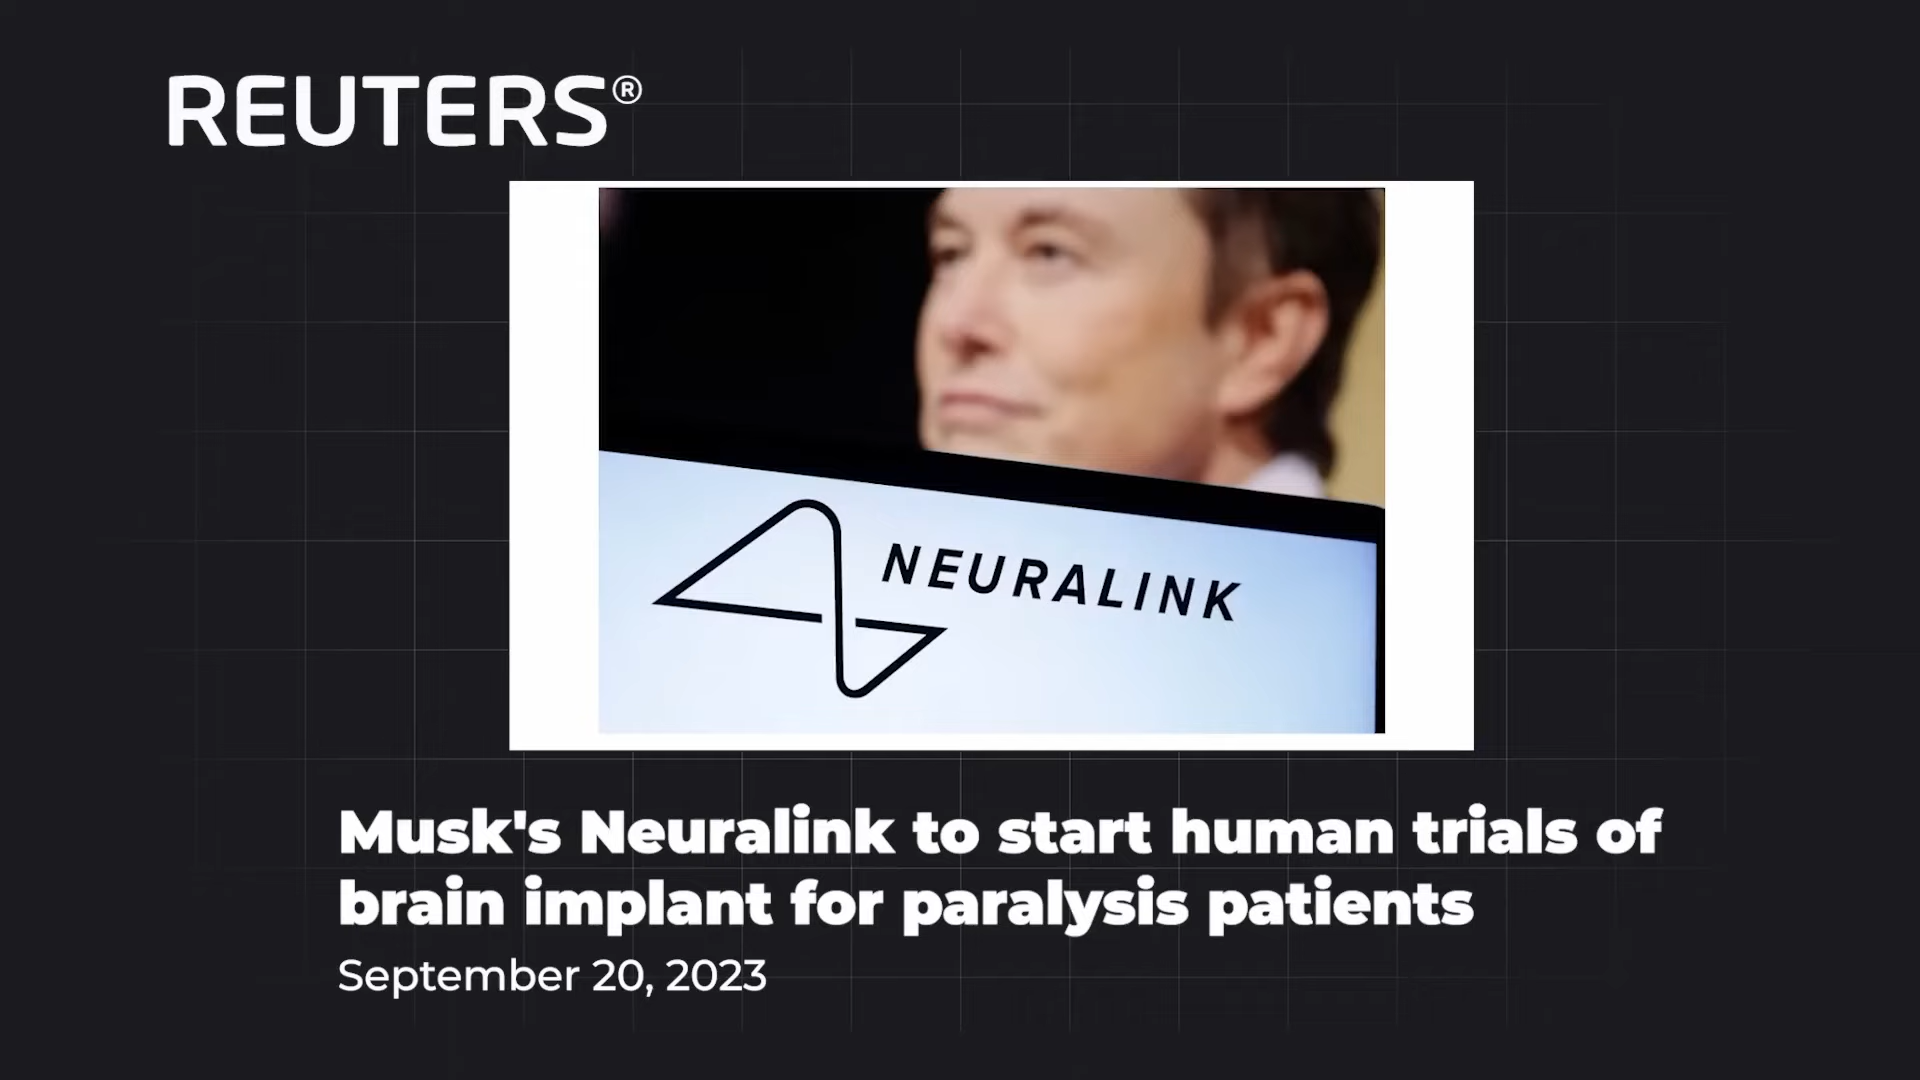 REUTERS®
NEURALINK
Musk's Neuralink to start human trials of
brain implant for paralysis patients
September 20, 2023